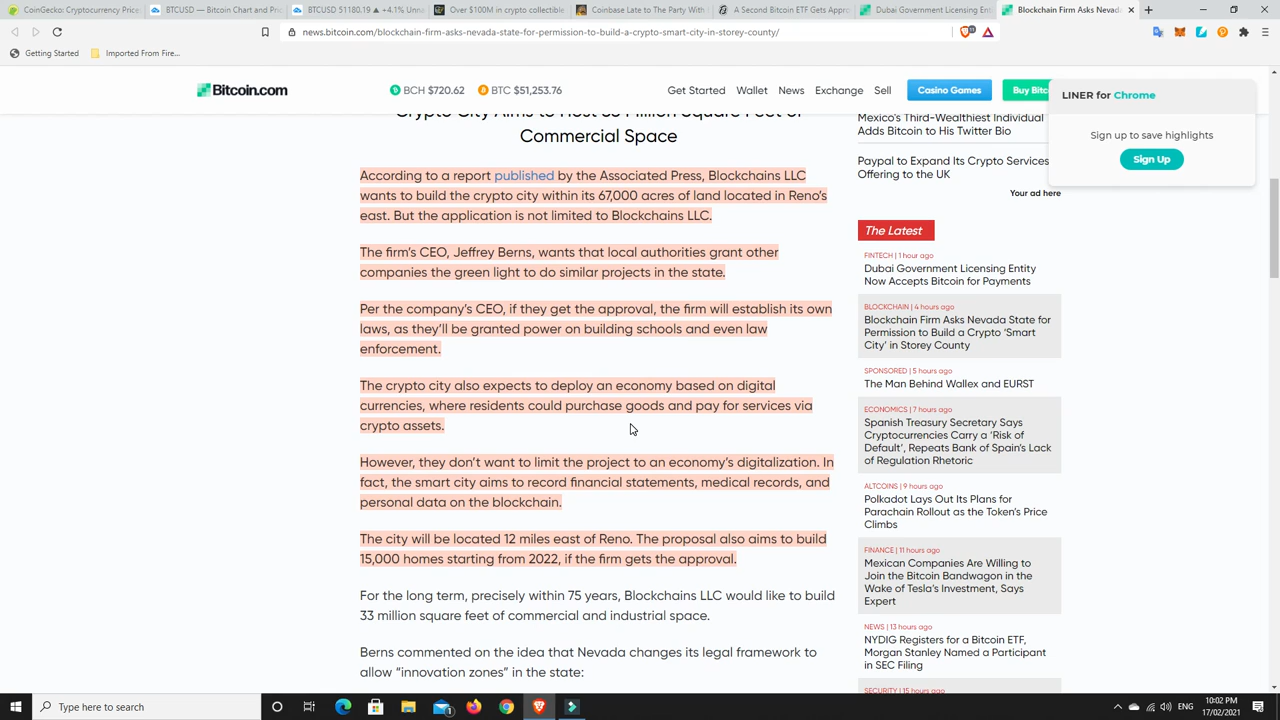 CoinGecko: Cryptocurrency Price
BTCUSD — Bitcoin Chart and Pri
BTCUSD 51180.19 ▲ +4.1% Unn
Over $100M in crypto collectible
Coinbase Late to The Party With
A Second Bitcoin ETF Gets Appro
Dubai Government Licensing Ent
Blockchain Firm Asks Nevada
news.bitcoin.com/blockchain-firm-asks-nevada-state-for-permission-to-build-a-crypto-smart-city-in-storey-county/
Bookmarks
Imported From Fire...
Bitcoin.com
BCH $720.62
BTC $51,253.76
Get Started
Wallet
News
Exchange
Sell
Casino Games
Buy Bitc
LINER for Chrome
Sign up to save highlights
Sign Up
Crypto City Aims to Host 33 Million Square Feet of
Commercial Space
According to a report published by the Associated Press, Blockchains LLC
wants to build the crypto city within its 67,000 acres of land located in Reno's
east. But the application is not limited to Blockchains LLC.
The firm's CEO, Jeffrey Berns, wants that local authorities grant other
companies the green light to do similar projects in the state.
Per the company's CEO, if they get the approval, the firm will establish its own
laws, as they'll be granted power on building schools and even law
enforcement.
The crypto city also expects to deploy an economy based on digital
currencies, where residents could purchase goods and pay for services via
crypto assets.
However, they don't want to limit the project to an economy's digitalization. In
fact, the smart city aims to record financial statements, medical records, and
personal data on the blockchain.
The city will be located 12 miles east of Reno. The proposal also aims to build
15,000 homes starting from 2022, if the firm gets the approval.
For the long term, precisely within 75 years, Blockchains LLC would like to build
33 million square feet of commercial and industrial space.
Berns commented on the idea that Nevada changes its legal framework to
allow “innovation zones” in the state:
Mexico's Third-Wealthiest Individual
Adds Bitcoin to His Twitter Bio
Paypal to Expand Its Crypto Services
Offering to the UK
Your ad here
The Latest
FINTECH | 1 hour ago
Dubai Government Licensing Entity
Now Accepts Bitcoin for Payments
BLOCKCHAIN | 4 hours ago
Blockchain Firm Asks Nevada State for
Permission to Build a Crypto ‘Smart
City’ in Storey County
SPONSORED | 5 hours ago
The Man Behind Wallex and EURST
ECONOMICS | 7 hours ago
Spanish Treasury Secretary Says
Cryptocurrencies Carry a ‘Risk of
Default’, Repeats Bank of Spain's Lack
of Regulation Rhetoric
ALTCOINS | 9 hours ago
Polkadot Lays Out Its Plans for
Parachain Rollout as the Token's Price
Climbs
FINANCE | 11 hours ago
Mexican Companies Are Willing to
Join the Bitcoin Bandwagon in the
Wake of Tesla's Investment, Says
Expert
NEWS | 13 hours ago
NYDIG Registers for a Bitcoin ETF,
Morgan Stanley Named a Participant
in SEC Filing
SECURITY | 15 hours ago
Type here to search
ENG
10:02 PM
17/02/2021